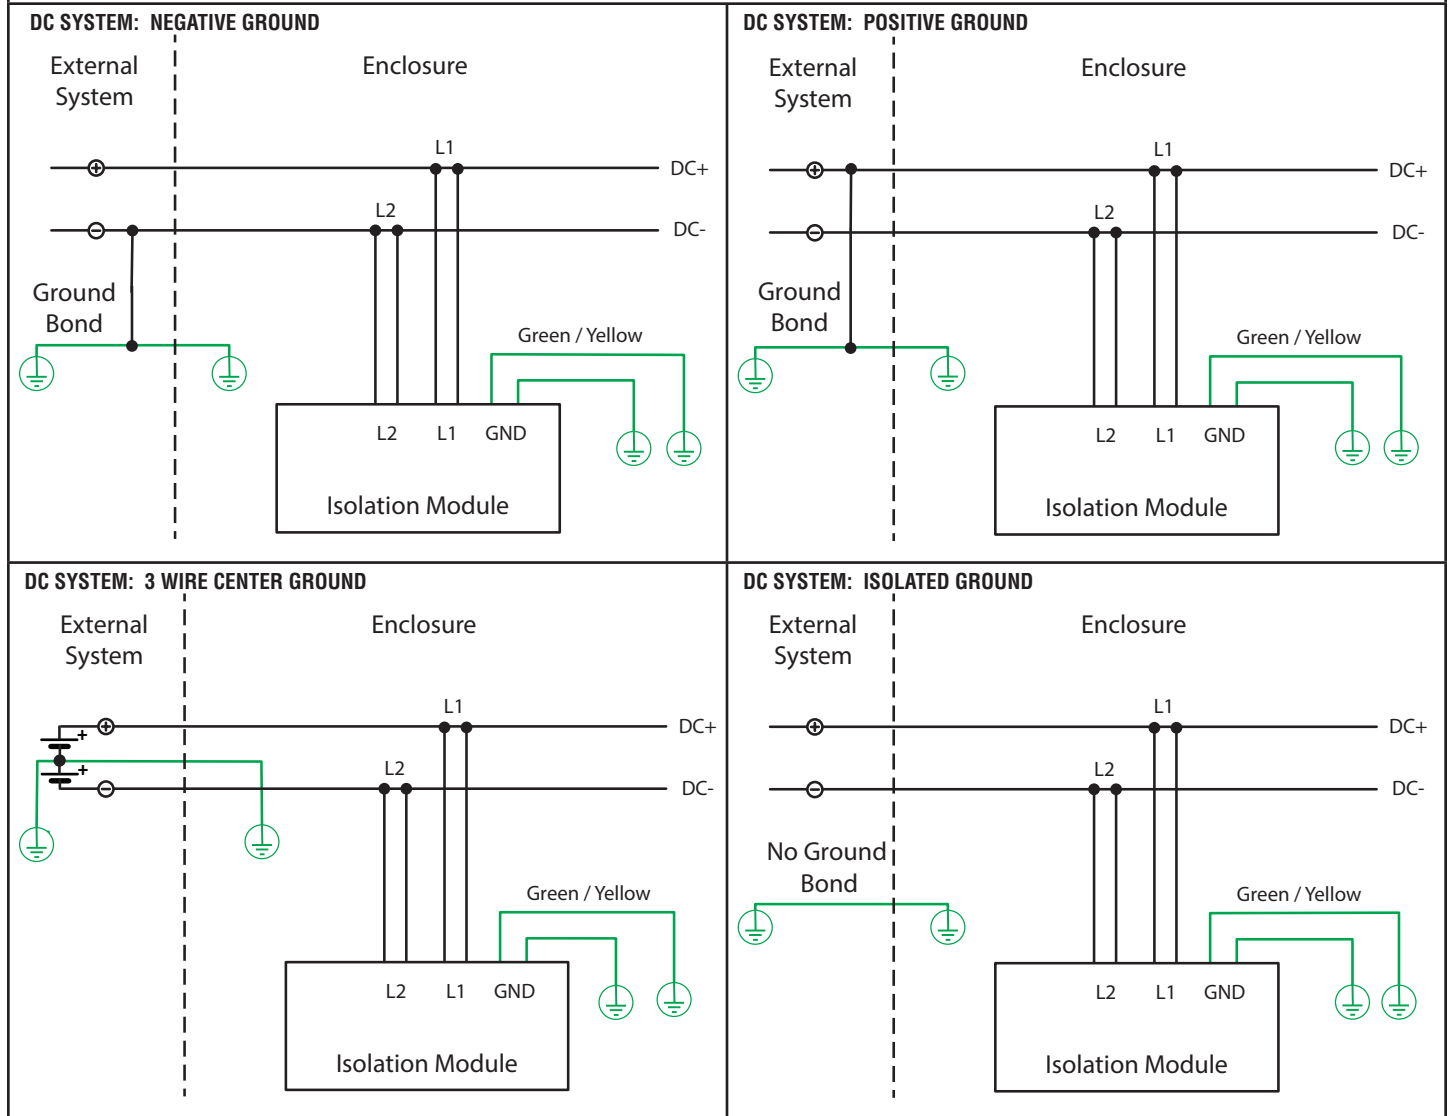 DC SYSTEM: NEGATIVE GROUND
External
System
Enclosure
L1
DC+
L2
DC-
Ground
Bond
Green / Yellow
L2 L1 GND
Isolation Module
DC SYSTEM: POSITIVE GROUND
External
System
Enclosure
L1
DC+
L2
DC-
Ground
Bond
Green / Yellow
L2 L1 GND
Isolation Module
DC SYSTEM: 3 WIRE CENTER GROUND
External
System
Enclosure
L1
DC+
+
L2
+
DC-
Green / Yellow
L2 L1 GND
Isolation Module
DC SYSTEM: ISOLATED GROUND
External
System
Enclosure
L1
DC+
L2
DC-
No Ground
Bond
Green / Yellow
L2 L1 GND
Isolation Module